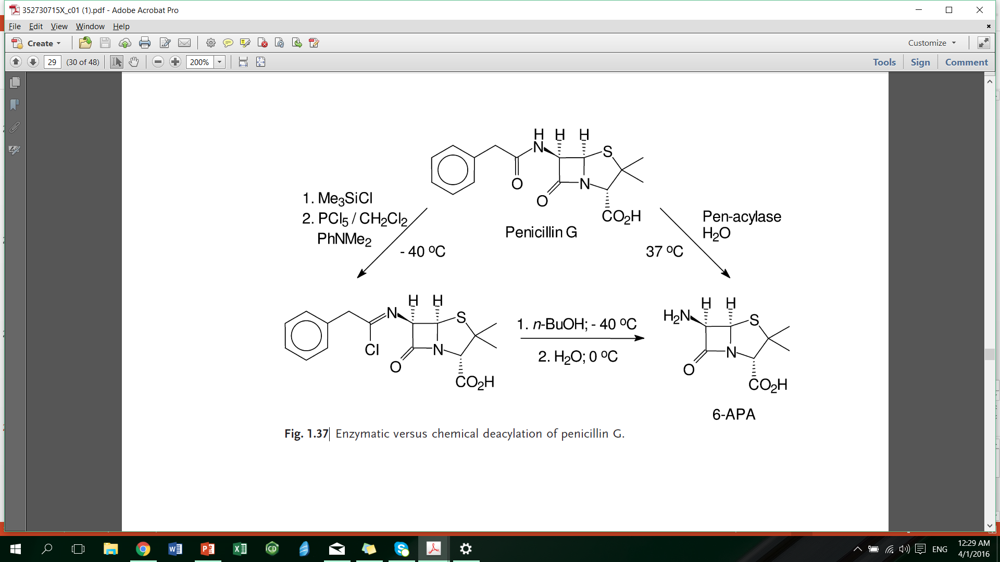 352730715X_c01 (1).pdf - Adobe Acrobat Pro
File Edit View Window Help
Create
Customize
29 (30 of 48) 200%
Tools Sign Comment
H H H
N S
O N
O
CO2H
Penicillin G
1. Me3SiCl
2. PCl5 / CH2Cl2
PhNMe2
- 40 ºC
Pen-acylase
H2O
37 ºC
H H
N S
Cl N
O
CO2H
1. n-BuOH; - 40 ºC
2. H2O; 0 ºC
H H
H2N S
N
O
CO2H
6-APA
Fig. 1.37 Enzymatic versus chemical deacylation of penicillin G.
ENG
12:29 AM
4/1/2016